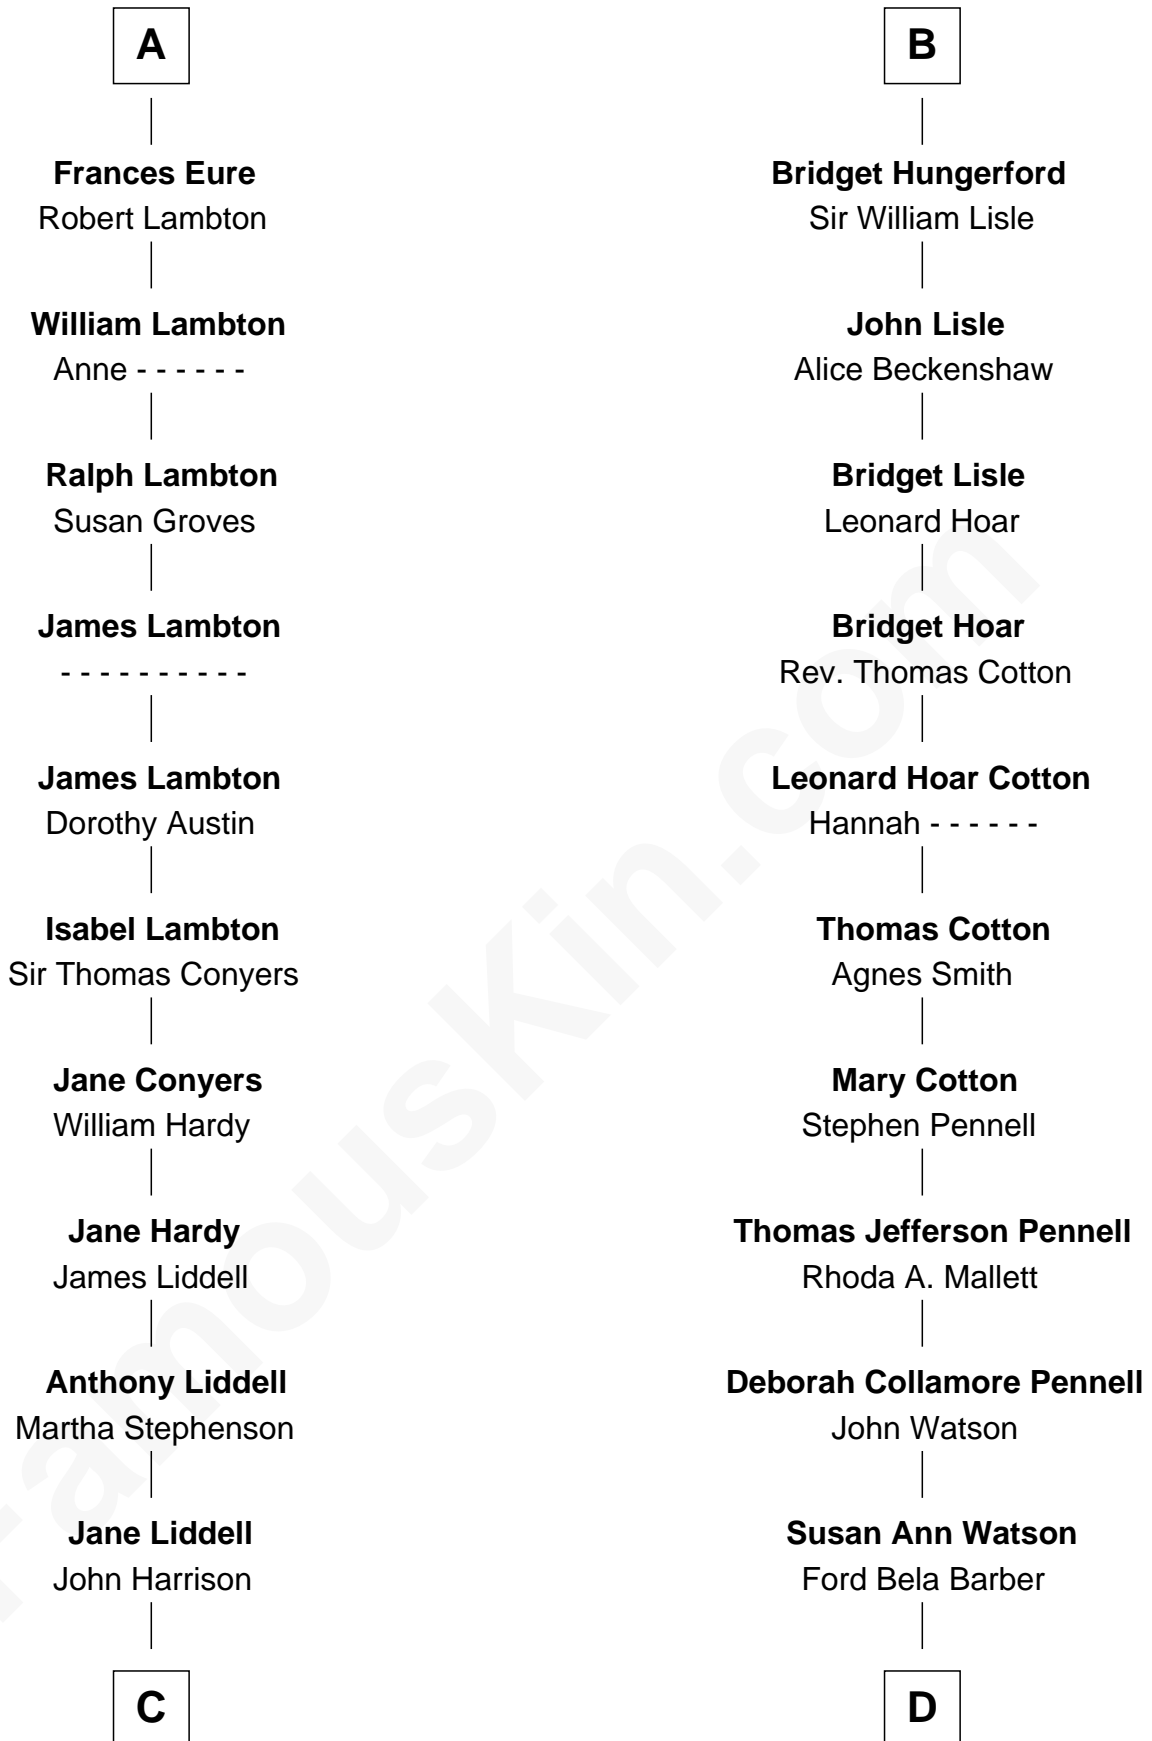 A
Frances Eure
Robert Lambton
William Lambton
Anne - - - - - -
Ralph Lambton
Susan Groves
James Lambton
- - - - - - - - - -
James Lambton
Dorothy Austin
Isabel Lambton
Sir Thomas Conyers
Jane Conyers
William Hardy
Jane Hardy
James Liddell
Anthony Liddell
Martha Stephenson
Jane Liddell
John Harrison
C
B
Bridget Hungerford
Sir William Lisle
John Lisle
Alice Beckenshaw
Bridget Lisle
Leonard Hoar
Bridget Hoar
Rev. Thomas Cotton
Leonard Hoar Cotton
Hannah - - - - - -
Thomas Cotton
Agnes Smith
Mary Cotton
Stephen Pennell
Thomas Jefferson Pennell
Rhoda A. Mallett
Deborah Collamore Pennell
John Watson
Susan Ann Watson
Ford Bela Barber
D
FamousKin.com